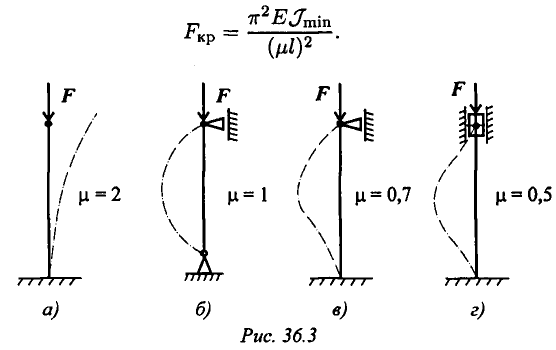 F_кр = π²EJ_min / (μl)².
F F F F
μ = 2 μ = 1 μ = 0,7 μ = 0,5
а) б) в) г)
Рис. 36.3